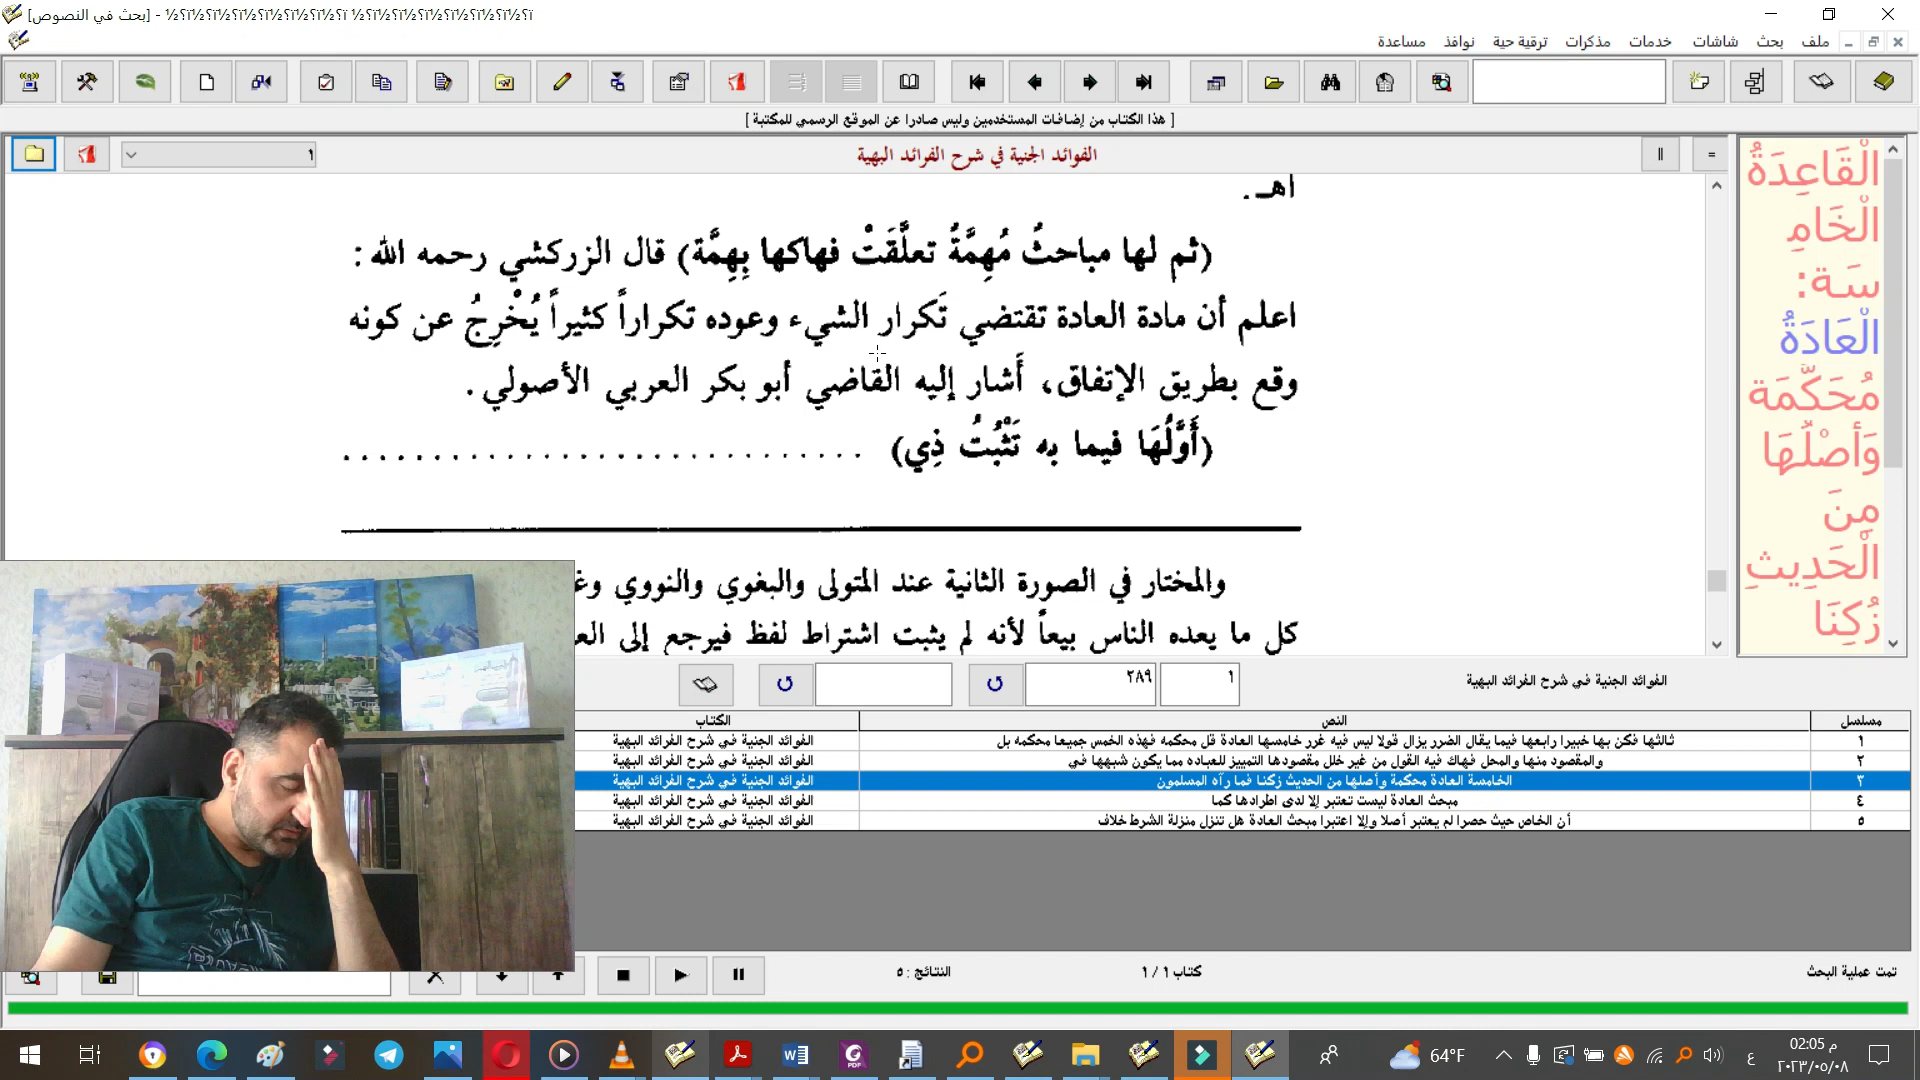 [بحث في النصوص] -
ملف بحث شاشات خدمات مذكرات ترقية حية نوافذ مساعدة
[ هذا الكتاب من إضافات المستخدمين وليس صادرا عن الموقع الرسمي للمكتبة ]
الفوائد الجنية في شرح الفرائد البهية
١
اهـ .
(ثم لها مباحثُ مُهِمَّةُ تعلَّقَتْ فهاكها بِهِمَّة) قال الزركشي رحمه الله :
اعلم أن مادة العادة تقتضي تَكرار الشيء وعوده تكراراً كثيراً يُخْرِجُ عن كونه
وقع بطريق الإتفاق، أَشار إليه القاضي أبو بكر العربي الأصولي .
(أَوَّلُهَا فيما به تَثْبُتُ ذِي) . . . . . . . . . . . . . . . . . . . . . . . . . . . . . .
والمختار في الصورة الثانية عند المتولى والبغوي والنووي
كل ما يعده الناس بيعاً لأنه لم يثبت اشتراط لفظ فيرجع إلى
الْقَاعِدَةُ
الْخَامِ
سَة:
الْعَادَةُ
مُحَكَّمَة
وَأصْلُهَا
مِنَ
الْحَدِيثِ
زُكِنَا
الفوائد الجنية في شرح الفرائد البهية
١
٢٨٩
مسلسل النص الكتاب
١ ثالثها فكن بها خبيرا رابعها فيما يقال الضرر يزال قولا ليس فيه غرر خامسها العادة قل محكمه فهذه الخمس جميعا محكمه بل الفوائد الجنية في شرح الفرائد البهية
٢ والمقصود منها والمحل فهاك فيه القول من غير خلل مقصودها التمييز للعباده مما يكون شبهها في الفوائد الجنية في شرح الفرائد البهية
٣ الخامسة العادة محكمة وأصلها من الحديث زكنا فما رآه المسلمون الفوائد الجنية في شرح الفرائد البهية
٤ مبحث العادة ليست تعتبر إلا لدى اطرادها كما الفوائد الجنية في شرح الفرائد البهية
٥ أن الخاص حيث حصرا لم يعتبر أصلا وإلا اعتبرا مبحث العادة هل تنزل منزلة الشرط خلاف الفوائد الجنية في شرح الفرائد البهية
تمت عملية البحث
كتاب ١ / ١
النتائج : ٥
64°F
ع
02:05 م
٢٠٢٣/٠٥/٠٨